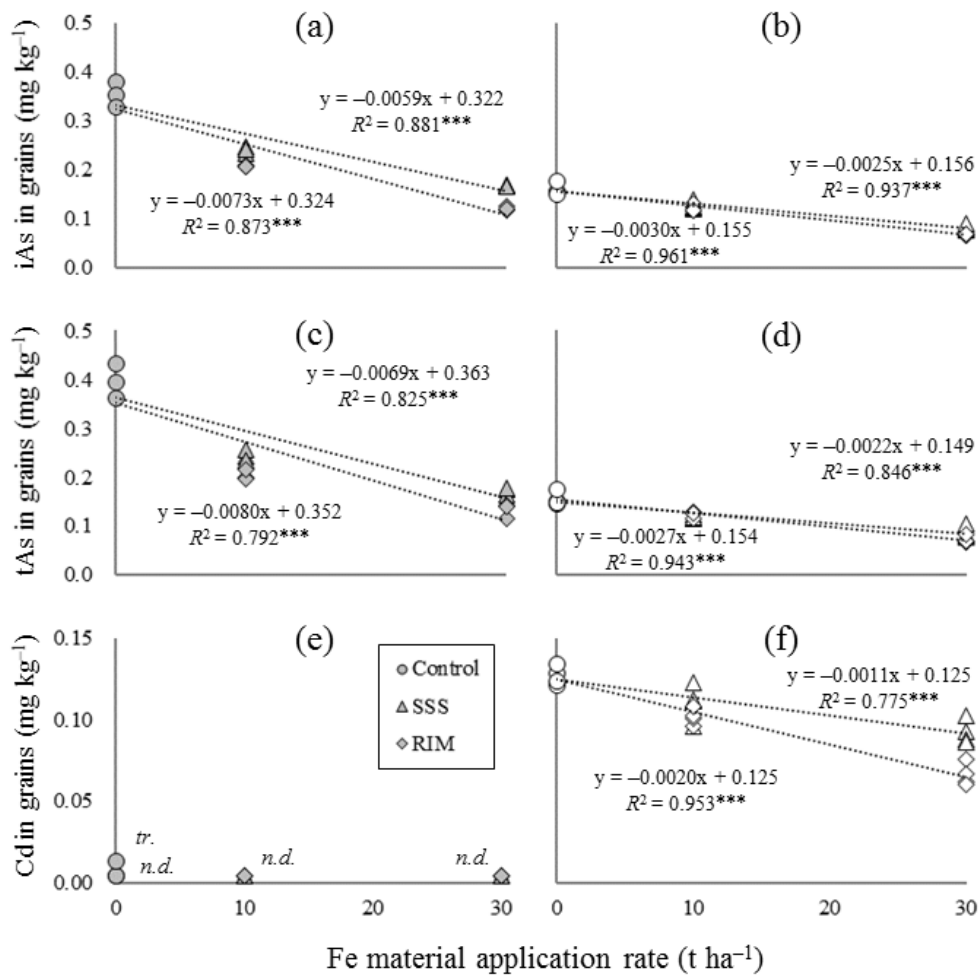 (a)
(b)
iAs in grains (mg kg⁻¹)
0.5
0.4
0.3
0.2
0.1
0.0
y = –0.0059x + 0.322
R² = 0.881***
y = –0.0073x + 0.324
R² = 0.873***
y = –0.0025x + 0.156
R² = 0.937***
y = –0.0030x + 0.155
R² = 0.961***
(c)
(d)
tAs in grains (mg kg⁻¹)
0.5
0.4
0.3
0.2
0.1
0.0
y = –0.0069x + 0.363
R² = 0.825***
y = –0.0080x + 0.352
R² = 0.792***
y = –0.0022x + 0.149
R² = 0.846***
y = –0.0027x + 0.154
R² = 0.943***
(e)
(f)
Cd in grains (mg kg⁻¹)
0.15
0.10
0.05
0.00
Control
SSS
RIM
tr.
n.d.
n.d.
n.d.
y = –0.0011x + 0.125
R² = 0.775***
y = –0.0020x + 0.125
R² = 0.953***
0 10 20 30
0 10 20 30
Fe material application rate (t ha⁻¹)